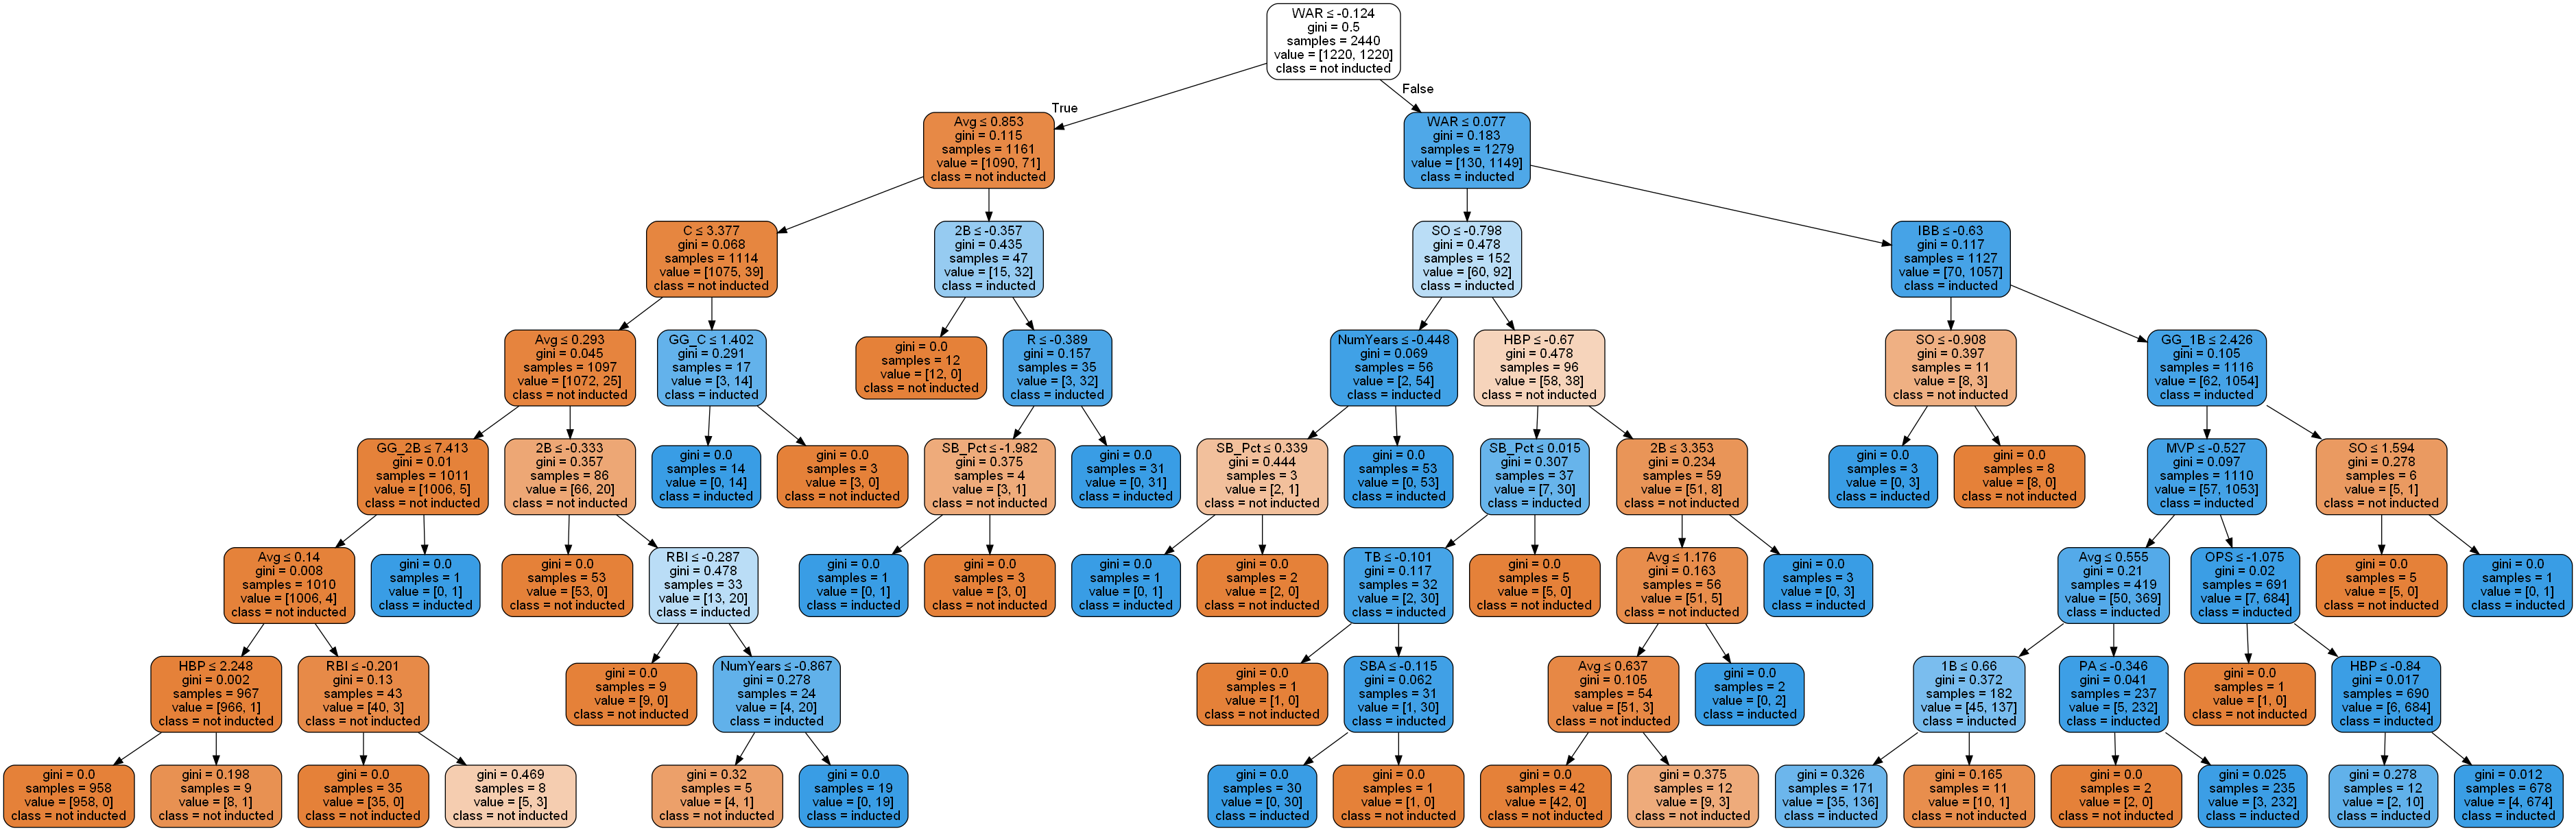 WAR ≤ -0.124
gini = 0.5
samples = 2440
value = [1220, 1220]
class = not inducted
True
False
Avg ≤ 0.853
gini = 0.115
samples = 1161
value = [1090, 71]
class = not inducted
WAR ≤ 0.077
gini = 0.183
samples = 1279
value = [130, 1149]
class = inducted
C ≤ 3.377
gini = 0.068
samples = 1114
value = [1075, 39]
class = not inducted
2B ≤ -0.357
gini = 0.435
samples = 47
value = [15, 32]
class = inducted
SO ≤ -0.798
gini = 0.478
samples = 152
value = [60, 92]
class = inducted
IBB ≤ -0.63
gini = 0.117
samples = 1127
value = [70, 1057]
class = inducted
Avg ≤ 0.293
gini = 0.045
samples = 1097
value = [1072, 25]
class = not inducted
GG_C ≤ 1.402
gini = 0.291
samples = 17
value = [3, 14]
class = inducted
gini = 0.0
samples = 12
value = [12, 0]
class = not inducted
R ≤ -0.389
gini = 0.157
samples = 35
value = [3, 32]
class = inducted
NumYears ≤ -0.448
gini = 0.069
samples = 56
value = [2, 54]
class = inducted
HBP ≤ -0.67
gini = 0.478
samples = 96
value = [58, 38]
class = not inducted
SO ≤ -0.908
gini = 0.397
samples = 11
value = [8, 3]
class = not inducted
GG_1B ≤ 2.426
gini = 0.105
samples = 1116
value = [62, 1054]
class = inducted
GG_2B ≤ 7.413
gini = 0.01
samples = 1011
value = [1006, 5]
class = not inducted
2B ≤ -0.333
gini = 0.357
samples = 86
value = [66, 20]
class = not inducted
gini = 0.0
samples = 14
value = [0, 14]
class = inducted
gini = 0.0
samples = 3
value = [3, 0]
class = not inducted
SB_Pct ≤ -1.982
gini = 0.375
samples = 4
value = [3, 1]
class = not inducted
gini = 0.0
samples = 31
value = [0, 31]
class = inducted
SB_Pct ≤ 0.339
gini = 0.444
samples = 3
value = [2, 1]
class = not inducted
gini = 0.0
samples = 53
value = [0, 53]
class = inducted
SB_Pct ≤ 0.015
gini = 0.307
samples = 37
value = [7, 30]
class = inducted
2B ≤ 3.353
gini = 0.234
samples = 59
value = [51, 8]
class = not inducted
gini = 0.0
samples = 3
value = [0, 3]
class = inducted
gini = 0.0
samples = 8
value = [8, 0]
class = not inducted
MVP ≤ -0.527
gini = 0.097
samples = 1110
value = [57, 1053]
class = inducted
SO ≤ 1.594
gini = 0.278
samples = 6
value = [5, 1]
class = not inducted
Avg ≤ 0.14
gini = 0.008
samples = 1010
value = [1006, 4]
class = not inducted
gini = 0.0
samples = 1
value = [0, 1]
class = inducted
gini = 0.0
samples = 53
value = [53, 0]
class = not inducted
RBI ≤ -0.287
gini = 0.478
samples = 33
value = [13, 20]
class = inducted
gini = 0.0
samples = 1
value = [0, 1]
class = inducted
gini = 0.0
samples = 3
value = [3, 0]
class = not inducted
gini = 0.0
samples = 1
value = [0, 1]
class = inducted
gini = 0.0
samples = 2
value = [2, 0]
class = not inducted
TB ≤ -0.101
gini = 0.117
samples = 32
value = [2, 30]
class = inducted
gini = 0.0
samples = 5
value = [5, 0]
class = not inducted
Avg ≤ 1.176
gini = 0.163
samples = 56
value = [51, 5]
class = not inducted
gini = 0.0
samples = 3
value = [0, 3]
class = inducted
Avg ≤ 0.555
gini = 0.21
samples = 419
value = [50, 369]
class = inducted
OPS ≤ -1.075
gini = 0.02
samples = 691
value = [7, 684]
class = inducted
gini = 0.0
samples = 5
value = [5, 0]
class = not inducted
gini = 0.0
samples = 1
value = [0, 1]
class = inducted
HBP ≤ 2.248
gini = 0.002
samples = 967
value = [966, 1]
class = not inducted
RBI ≤ -0.201
gini = 0.13
samples = 43
value = [40, 3]
class = not inducted
gini = 0.0
samples = 9
value = [9, 0]
class = not inducted
NumYears ≤ -0.867
gini = 0.278
samples = 24
value = [4, 20]
class = inducted
gini = 0.0
samples = 1
value = [1, 0]
class = not inducted
SBA ≤ -0.115
gini = 0.062
samples = 31
value = [1, 30]
class = inducted
Avg ≤ 0.637
gini = 0.105
samples = 54
value = [51, 3]
class = not inducted
gini = 0.0
samples = 2
value = [0, 2]
class = inducted
1B ≤ 0.66
gini = 0.372
samples = 182
value = [45, 137]
class = inducted
PA ≤ -0.346
gini = 0.041
samples = 237
value = [5, 232]
class = inducted
gini = 0.0
samples = 1
value = [1, 0]
class = not inducted
HBP ≤ -0.84
gini = 0.017
samples = 690
value = [6, 684]
class = inducted
gini = 0.0
samples = 958
value = [958, 0]
class = not inducted
gini = 0.198
samples = 9
value = [8, 1]
class = not inducted
gini = 0.0
samples = 35
value = [35, 0]
class = not inducted
gini = 0.469
samples = 8
value = [5, 3]
class = not inducted
gini = 0.32
samples = 5
value = [4, 1]
class = not inducted
gini = 0.0
samples = 19
value = [0, 19]
class = inducted
gini = 0.0
samples = 30
value = [0, 30]
class = inducted
gini = 0.0
samples = 1
value = [1, 0]
class = not inducted
gini = 0.0
samples = 42
value = [42, 0]
class = not inducted
gini = 0.375
samples = 12
value = [9, 3]
class = not inducted
gini = 0.326
samples = 171
value = [35, 136]
class = inducted
gini = 0.165
samples = 11
value = [10, 1]
class = not inducted
gini = 0.0
samples = 2
value = [2, 0]
class = not inducted
gini = 0.025
samples = 235
value = [3, 232]
class = inducted
gini = 0.278
samples = 12
value = [2, 10]
class = inducted
gini = 0.012
samples = 678
value = [4, 674]
class = inducted